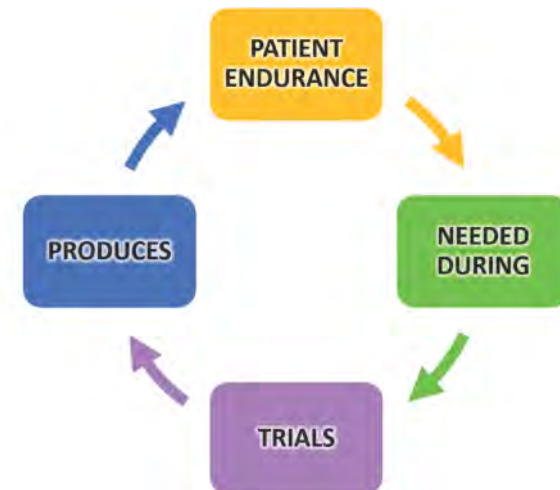 PATIENT
ENDURANCE
NEEDED
DURING
TRIALS
PRODUCES